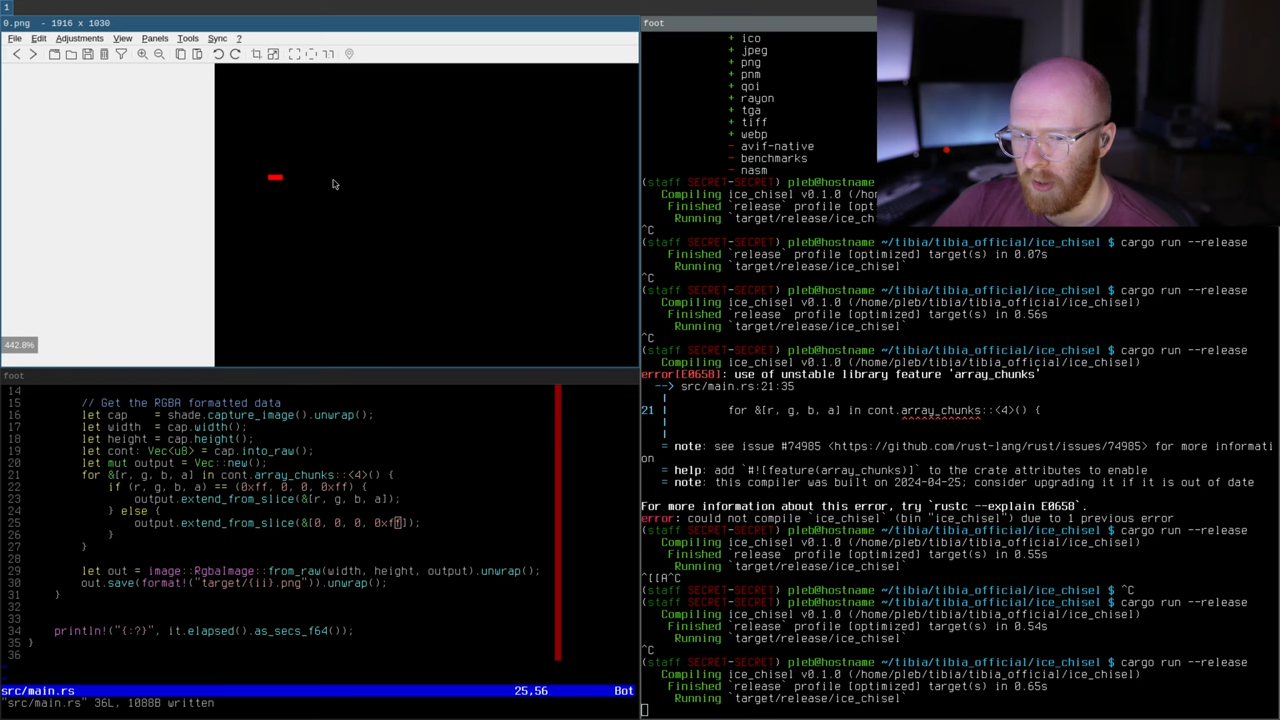 1
0.png - 1916 x 1030
File Edit Adjustments View Panels Tools Sync ?
442.8%
foot
14
15 // Get the RGBA formatted data
16 let cap = shade.capture_image().unwrap();
17 let width = cap.width();
18 let height = cap.height();
19 let cont: Vec<u8> = cap.into_raw();
20 let mut output = Vec::new();
21 for &[r, g, b, a] in cont.array_chunks::<4>() {
22 if (r, g, b, a) == (0xff, 0, 0, 0xff) {
23 output.extend_from_slice(&[r, g, b, a]);
24 } else {
25 output.extend_from_slice(&[0, 0, 0, 0xff]);
26 }
27 }
28
29 let out = image::RgbaImage::from_raw(width, height, output).unwrap();
30 out.save(format!("target/{ii}.png")).unwrap();
31 }
32
33
34 println!("{:?}", it.elapsed().as_secs_f64());
35 }
36
src/main.rs 25,56 Bot
"src/main.rs" 36L, 1088B written
foot
+ ico
+ jpeg
+ png
+ pnm
+ qoi
+ rayon
+ tga
+ tiff
+ webp
- avif-native
- benchmarks
- nasm
(staff SECRET-SECRET) pleb@hostname
Compiling ice_chisel v0.1.0 (/ho
Finished `release` profile [opt
Running `target/release/ice_ch
^C
(staff SECRET-SECRET) pleb@hostname ~/tibia/tibia_official/ice_chisel $ cargo run --release
Finished `release` profile [optimized] target(s) in 0.07s
Running `target/release/ice_chisel`
^C
(staff SECRET-SECRET) pleb@hostname ~/tibia/tibia_official/ice_chisel $ cargo run --release
Compiling ice_chisel v0.1.0 (/home/pleb/tibia/tibia_official/ice_chisel)
Finished `release` profile [optimized] target(s) in 0.56s
Running `target/release/ice_chisel`
^C
(staff SECRET-SECRET) pleb@hostname ~/tibia/tibia_official/ice_chisel $ cargo run --release
Compiling ice_chisel v0.1.0 (/home/pleb/tibia/tibia_official/ice_chisel)
error[E0658]: use of unstable library feature 'array_chunks'
--> src/main.rs:21:35
|
21 | for &[r, g, b, a] in cont.array_chunks::<4>() {
| ^^^^^^^^^^^^
|
= note: see issue #74985 <https://github.com/rust-lang/rust/issues/74985> for more informati
on
= help: add `#![feature(array_chunks)]` to the crate attributes to enable
= note: this compiler was built on 2024-04-25; consider upgrading it if it is out of date
For more information about this error, try `rustc --explain E0658`.
error: could not compile `ice_chisel` (bin "ice_chisel") due to 1 previous error
(staff SECRET-SECRET) pleb@hostname ~/tibia/tibia_official/ice_chisel $ cargo run --release
Compiling ice_chisel v0.1.0 (/home/pleb/tibia/tibia_official/ice_chisel)
Finished `release` profile [optimized] target(s) in 0.55s
Running `target/release/ice_chisel`
^[[A^C
(staff SECRET-SECRET) pleb@hostname ~/tibia/tibia_official/ice_chisel $ ^C
(staff SECRET-SECRET) pleb@hostname ~/tibia/tibia_official/ice_chisel $ cargo run --release
Compiling ice_chisel v0.1.0 (/home/pleb/tibia/tibia_official/ice_chisel)
Finished `release` profile [optimized] target(s) in 0.54s
Running `target/release/ice_chisel`
^C
(staff SECRET-SECRET) pleb@hostname ~/tibia/tibia_official/ice_chisel $ cargo run --release
Compiling ice_chisel v0.1.0 (/home/pleb/tibia/tibia_official/ice_chisel)
Finished `release` profile [optimized] target(s) in 0.65s
Running `target/release/ice_chisel`